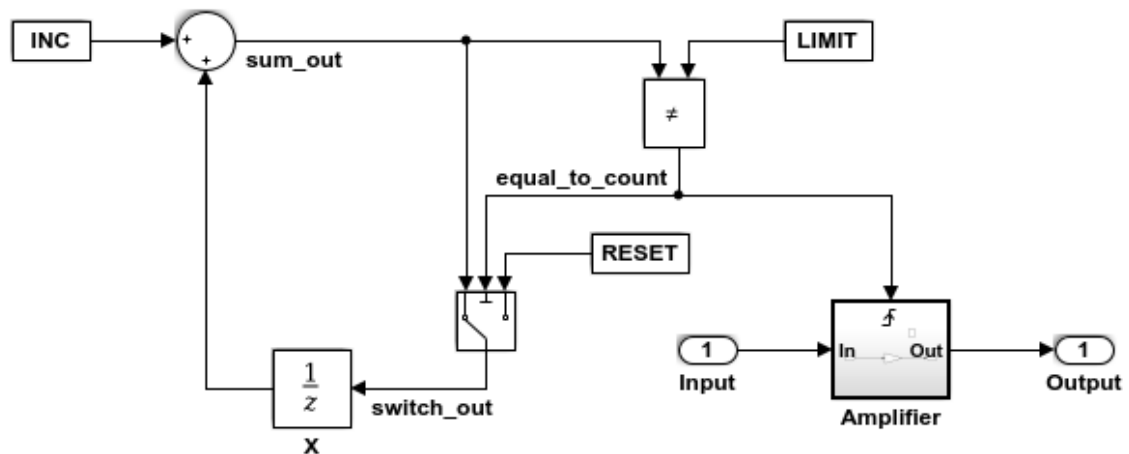 INC
+
+
sum_out
LIMIT
≠
equal_to_count
RESET
1
z
X
switch_out
1
Input
In
Out
Amplifier
1
Output